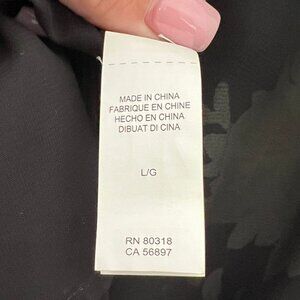 MADE IN CHINA
FABRIQUE EN CHINE
HECHO EN CHINA
DIBUAT DI CINA
L/G
RN 80318
CA 56897